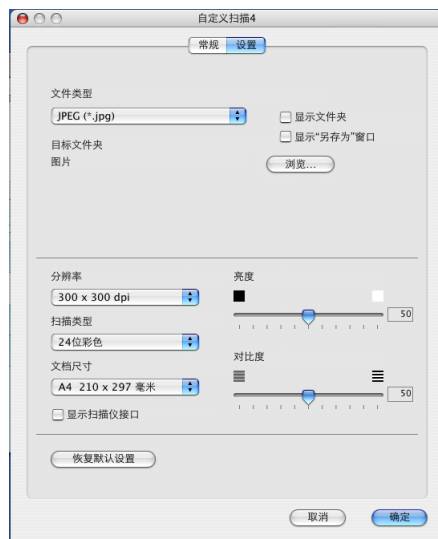 自定义扫描4
常规 设置
文件类型
JPEG (*.jpg)
显示文件夹
显示“另存为”窗口
目标文件夹
图片
浏览...
分辨率
300 x 300 dpi
扫描类型
24位彩色
文档尺寸
A4 210 x 297 毫米
显示扫描仪接口
亮度
50
对比度
50
恢复默认设置
取消 确定